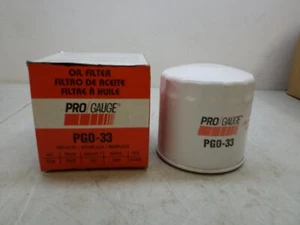 OIL FILTER
FILTRO DE ACEITE
FILTRE À HUILE
PRO/GAUGE
PGO-33
PRO/GAUGE
PGO-33